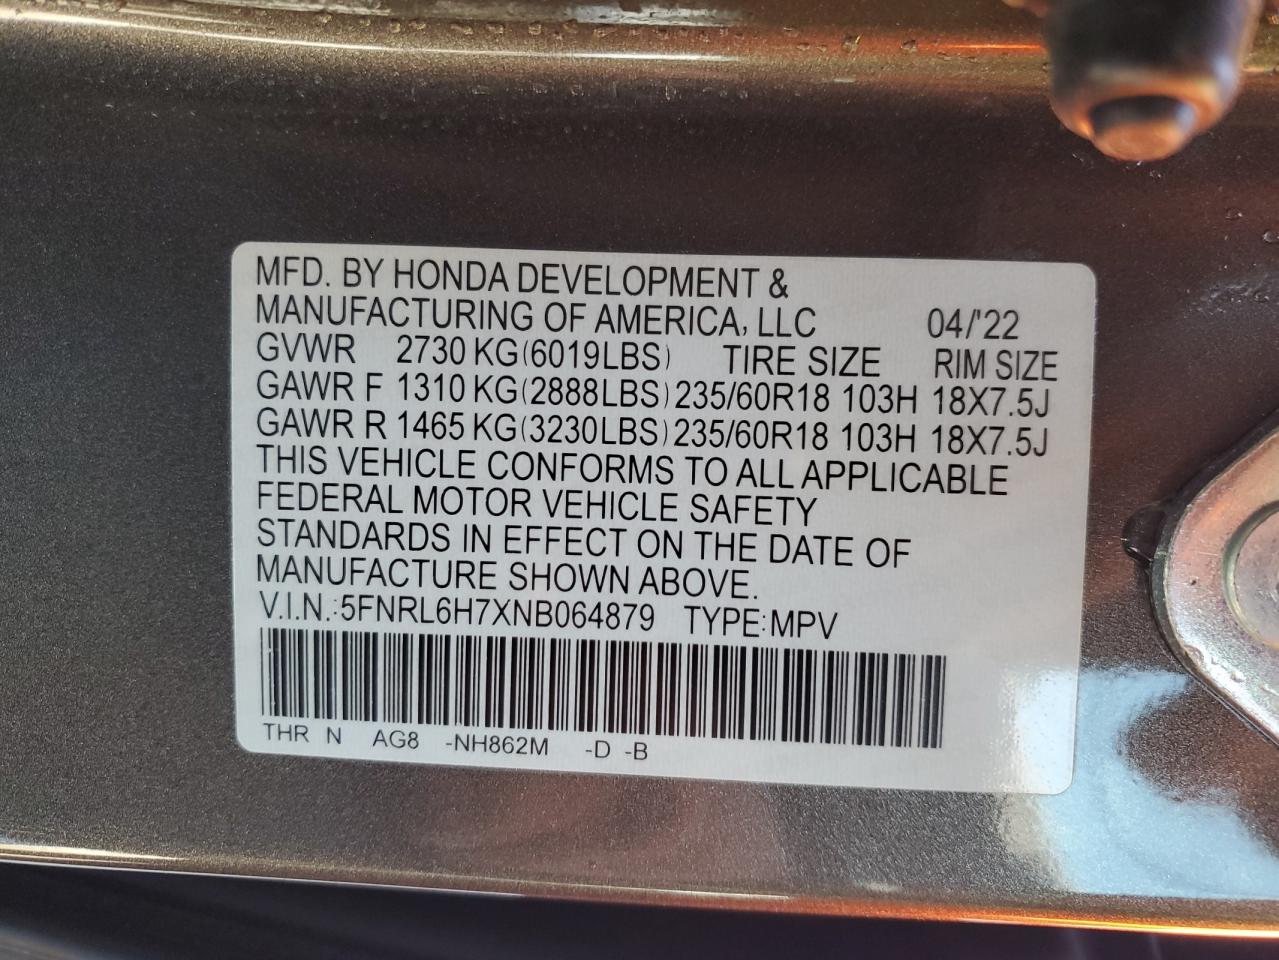 MFD. BY HONDA DEVELOPMENT &
MANUFACTURING OF AMERICA, LLC 04/'22
GVWR 2730 KG(6019LBS) TIRE SIZE RIM SIZE
GAWR F 1310 KG(2888LBS) 235/60R18 103H 18X7.5J
GAWR R 1465 KG(3230LBS) 235/60R18 103H 18X7.5J
THIS VEHICLE CONFORMS TO ALL APPLICABLE
FEDERAL MOTOR VEHICLE SAFETY
STANDARDS IN EFFECT ON THE DATE OF
MANUFACTURE SHOWN ABOVE.
V.I.N.:5FNRL6H7XNB064879 TYPE:MPV
THR N AG8 -NH862M -D -B